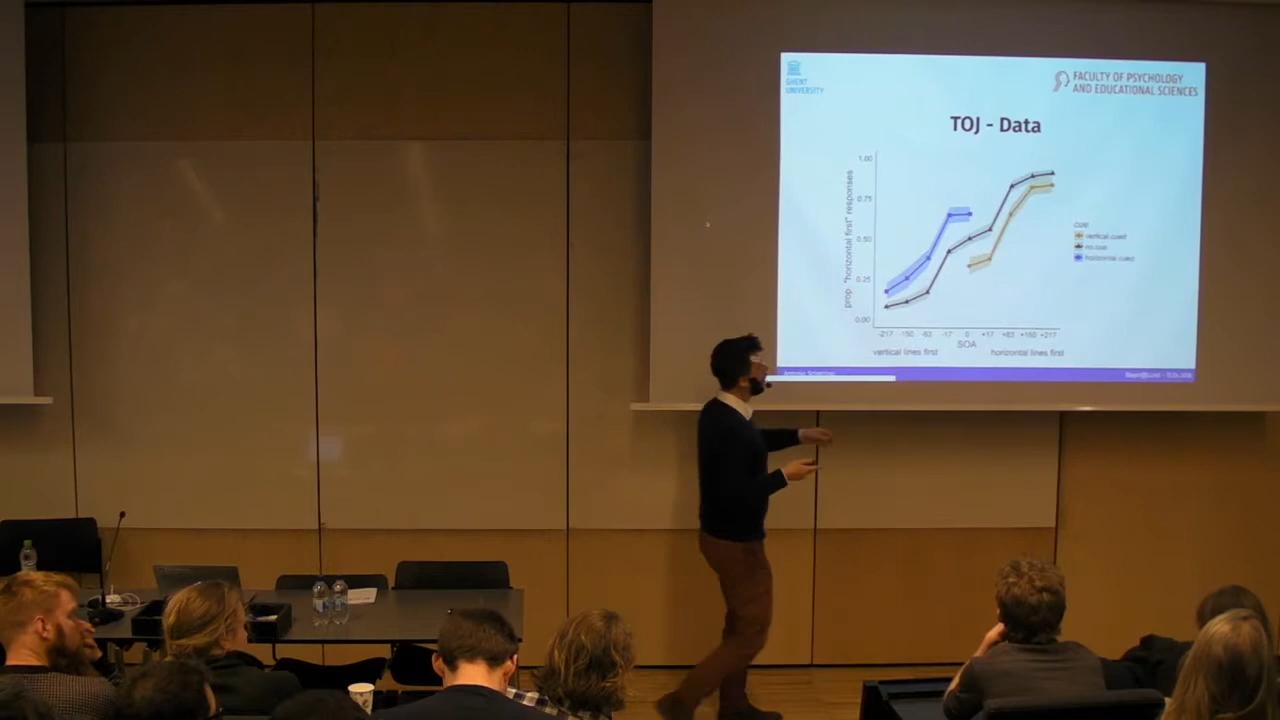 GHENT
UNIVERSITY
FACULTY OF PSYCHOLOGY
AND EDUCATIONAL SCIENCES
TOJ - Data
prop. "horizontal first" responses
1.00
0.75
0.50
0.25
0.00
-217 -150 -83 -17 0 +17 +83 +150 +217
SOA
vertical lines first
horizontal lines first
cue
vertical cued
no cue
horizontal cued
Antonio